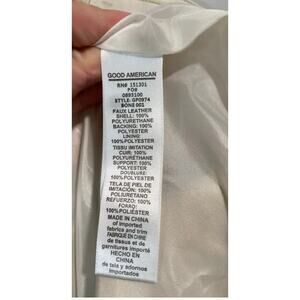 GOOD AMERICAN
RN# 151301
PO#
0893100
STYLE: GP0974
BONE 001
FAUX LEATHER
SHELL: 100%
POLYURETHANE
BACKING: 100%
POLYESTER
LINING:
100%POLYESTER
TISSU IMITATION
CUIR: 100%
POLYURETHANE
SUPPORT: 100%
POLYESTER
DOUBLURE:
100%POLYESTER
TELA DE PIEL DE
IMITACIÓN: 100%
POLIURETANO
REFUERZO: 100%
FORRO:
100%POLIÉSTER
MADE IN CHINA
of imported
fabrics and trim
FABRIQUÉ EN CHINE
de tissus et de
garnitures importé
HECHO EN
CHINA
de tela y adornos
importados